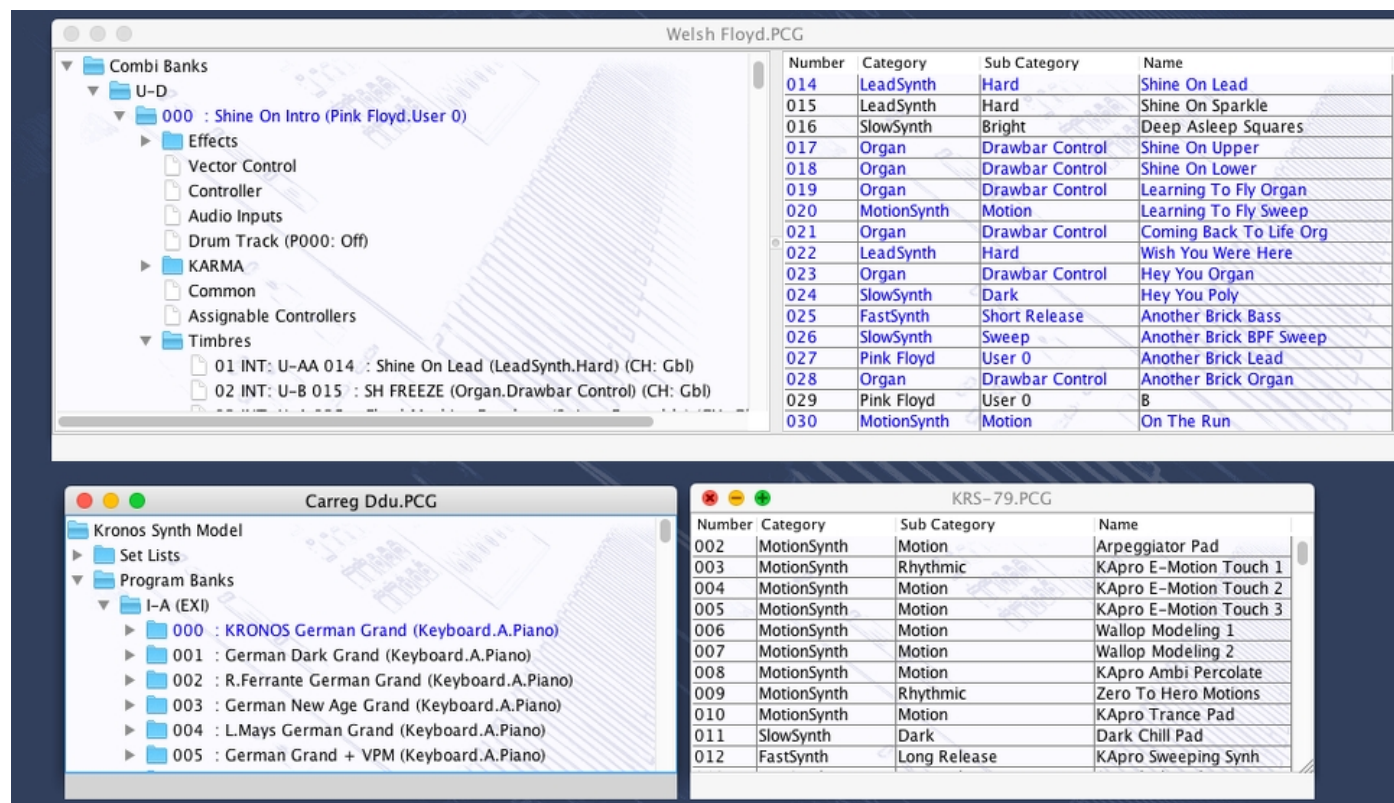 Welsh Floyd.PCG
Combi Banks
U-D
000 : Shine On Intro (Pink Floyd.User 0)
Effects
Vector Control
Controller
Audio Inputs
Drum Track (P000: Off)
KARMA
Common
Assignable Controllers
Timbres
01 INT: U-AA 014 : Shine On Lead (LeadSynth.Hard) (CH: Gbl)
02 INT: U-B 015 : SH FREEZE (Organ.Drawbar Control) (CH: Gbl)
Number Category Sub Category Name
014 LeadSynth Hard Shine On Lead
015 LeadSynth Hard Shine On Sparkle
016 SlowSynth Bright Deep Asleep Squares
017 Organ Drawbar Control Shine On Upper
018 Organ Drawbar Control Shine On Lower
019 Organ Drawbar Control Learning To Fly Organ
020 MotionSynth Motion Learning To Fly Sweep
021 Organ Drawbar Control Coming Back To Life Org
022 LeadSynth Hard Wish You Were Here
023 Organ Drawbar Control Hey You Organ
024 SlowSynth Dark Hey You Poly
025 FastSynth Short Release Another Brick Bass
026 SlowSynth Sweep Another Brick BPF Sweep
027 Pink Floyd User 0 Another Brick Lead
028 Organ Drawbar Control Another Brick Organ
029 Pink Floyd User 0 B
030 MotionSynth Motion On The Run
Carreg Ddu.PCG
Kronos Synth Model
Set Lists
Program Banks
I-A (EXI)
000 : KRONOS German Grand (Keyboard.A.Piano)
001 : German Dark Grand (Keyboard.A.Piano)
002 : R.Ferrante German Grand (Keyboard.A.Piano)
003 : German New Age Grand (Keyboard.A.Piano)
004 : L.Mays German Grand (Keyboard.A.Piano)
005 : German Grand + VPM (Keyboard.A.Piano)
KRS-79.PCG
Number Category Sub Category Name
002 MotionSynth Motion Arpeggiator Pad
003 MotionSynth Rhythmic KApro E-Motion Touch 1
004 MotionSynth Motion KApro E-Motion Touch 2
005 MotionSynth Motion KApro E-Motion Touch 3
006 MotionSynth Motion Wallop Modeling 1
007 MotionSynth Motion Wallop Modeling 2
008 MotionSynth Motion KApro Ambi Percolate
009 MotionSynth Rhythmic Zero To Hero Motions
010 MotionSynth Motion KApro Trance Pad
011 SlowSynth Dark Dark Chill Pad
012 FastSynth Long Release KApro Sweeping Synh